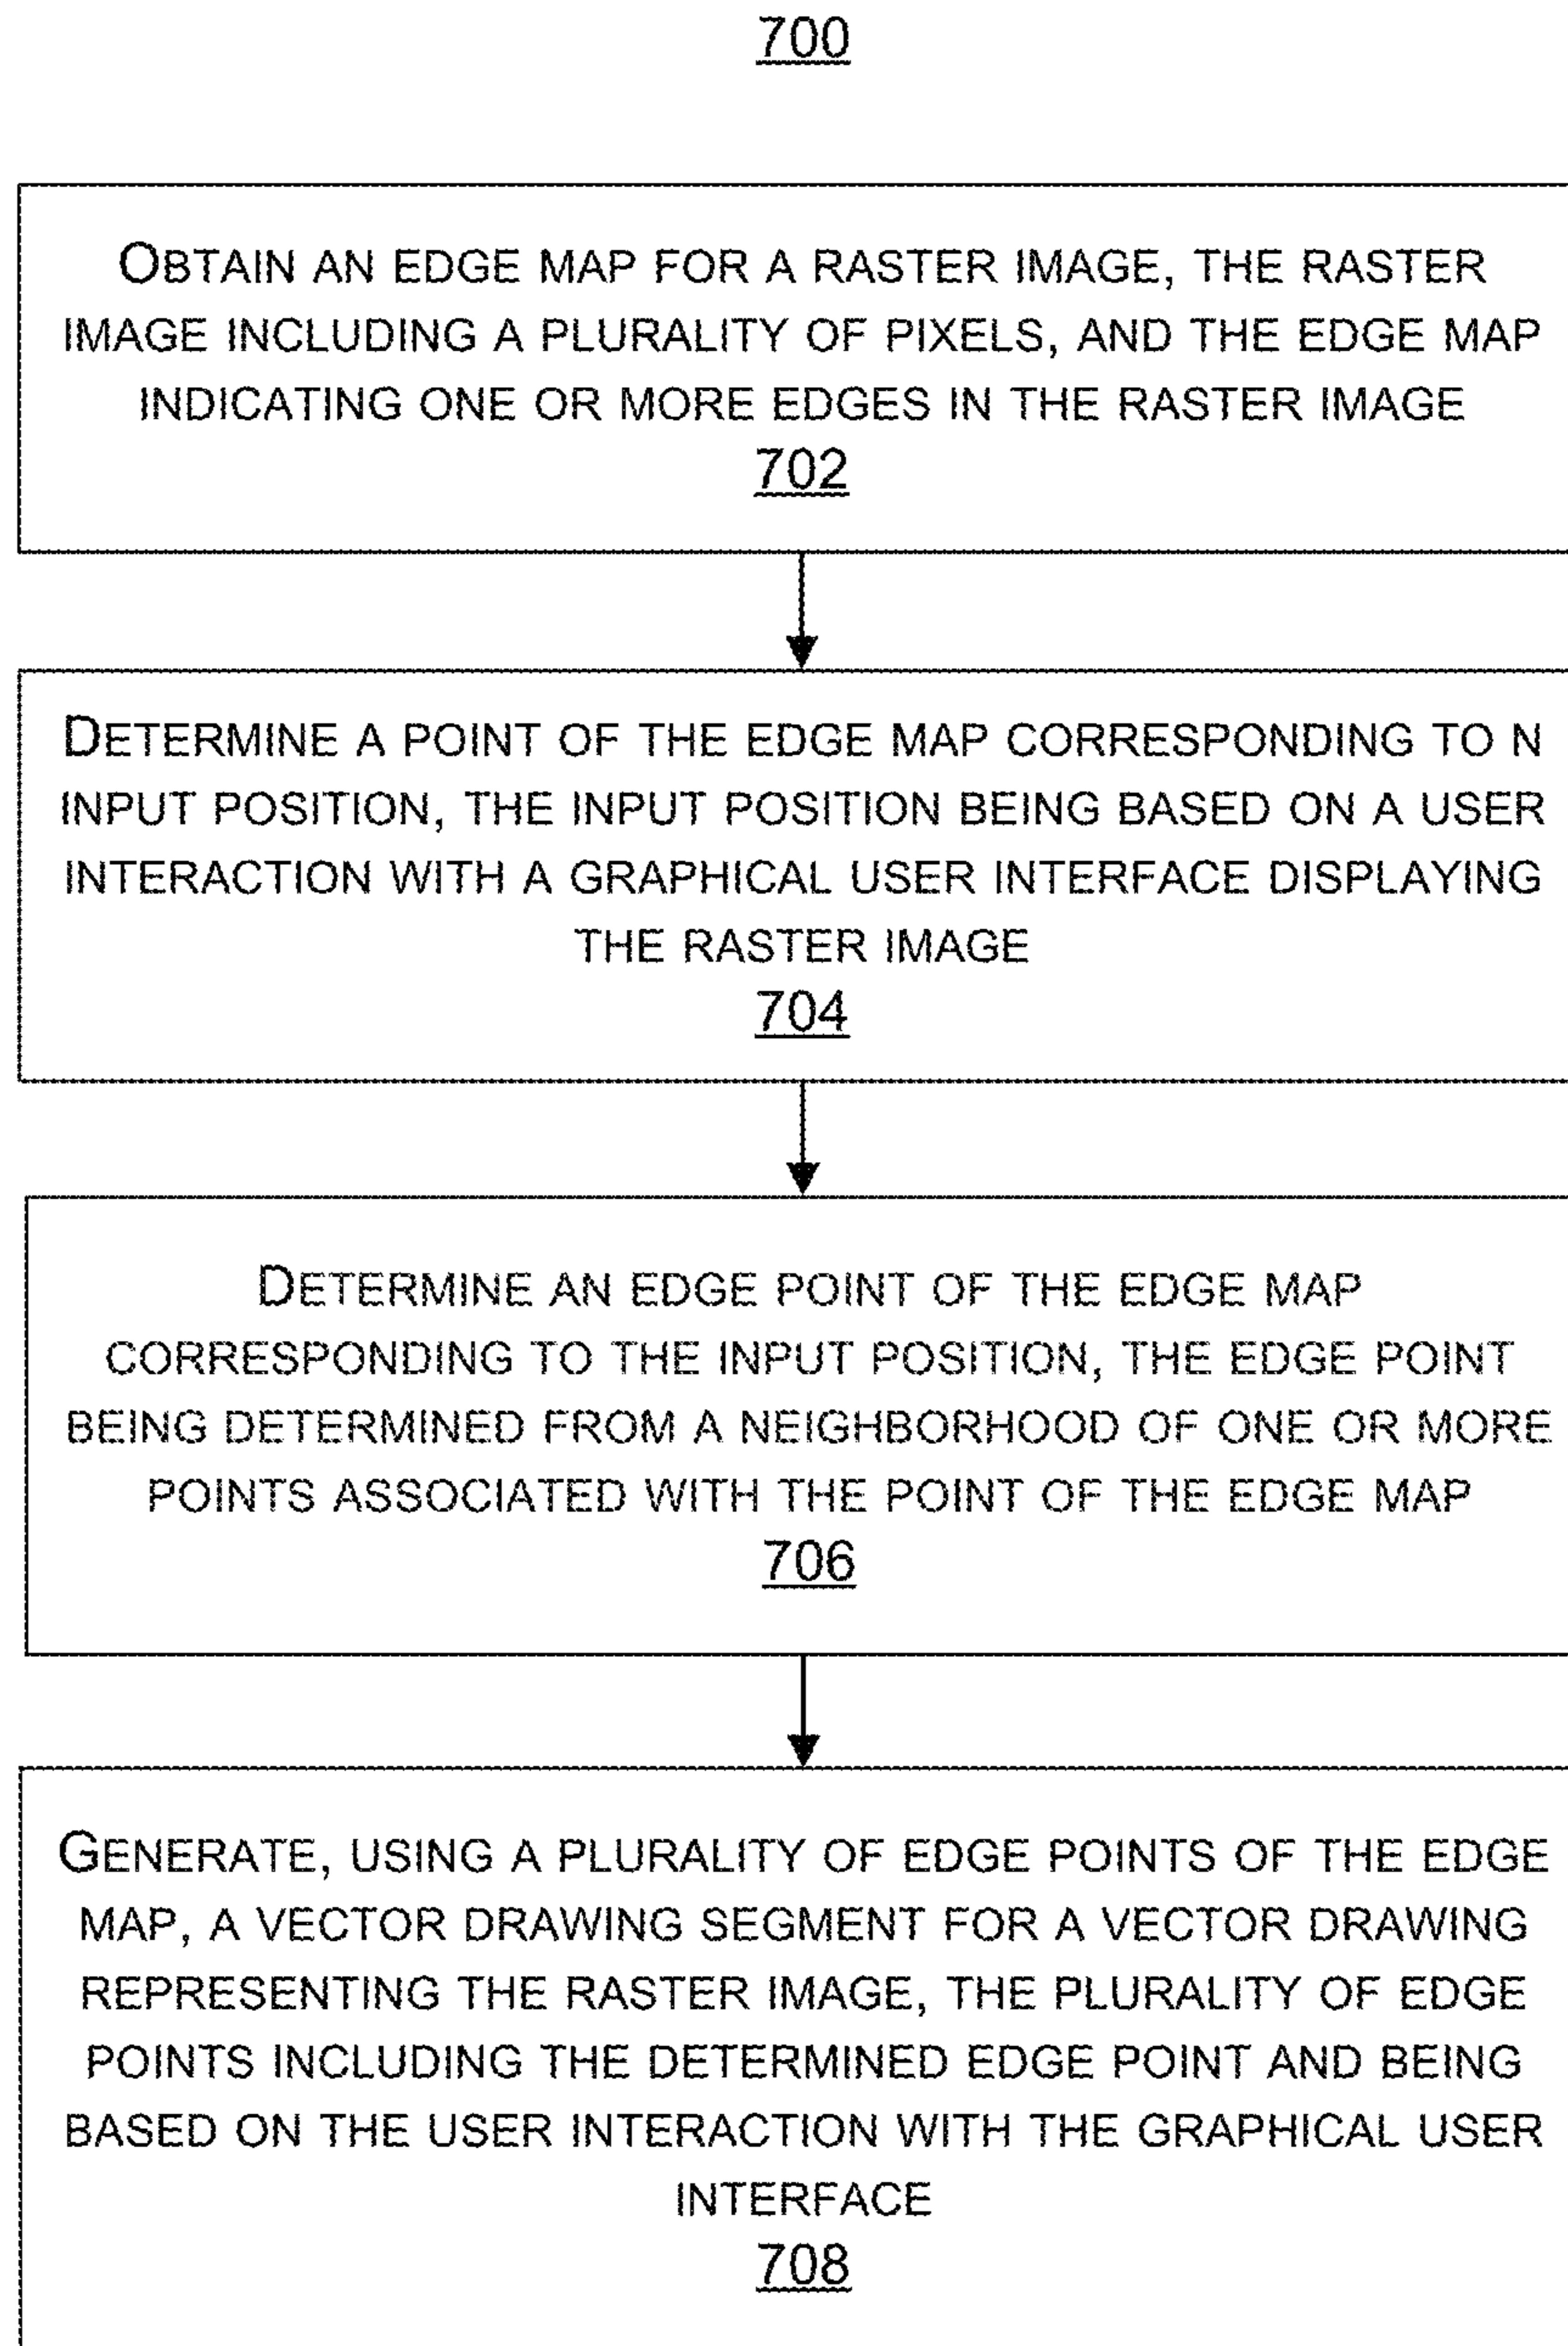 700
OBTAIN AN EDGE MAP FOR A RASTER IMAGE, THE RASTER
IMAGE INCLUDING A PLURALITY OF PIXELS, AND THE EDGE MAP
INDICATING ONE OR MORE EDGES IN THE RASTER IMAGE
702
DETERMINE A POINT OF THE EDGE MAP CORRESPONDING TO N
INPUT POSITION, THE INPUT POSITION BEING BASED ON A USER
INTERACTION WITH A GRAPHICAL USER INTERFACE DISPLAYING
THE RASTER IMAGE
704
DETERMINE AN EDGE POINT OF THE EDGE MAP
CORRESPONDING TO THE INPUT POSITION, THE EDGE POINT
BEING DETERMINED FROM A NEIGHBORHOOD OF ONE OR MORE
POINTS ASSOCIATED WITH THE POINT OF THE EDGE MAP
706
GENERATE, USING A PLURALITY OF EDGE POINTS OF THE EDGE
MAP, A VECTOR DRAWING SEGMENT FOR A VECTOR DRAWING
REPRESENTING THE RASTER IMAGE, THE PLURALITY OF EDGE
POINTS INCLUDING THE DETERMINED EDGE POINT AND BEING
BASED ON THE USER INTERACTION WITH THE GRAPHICAL USER
INTERFACE
708